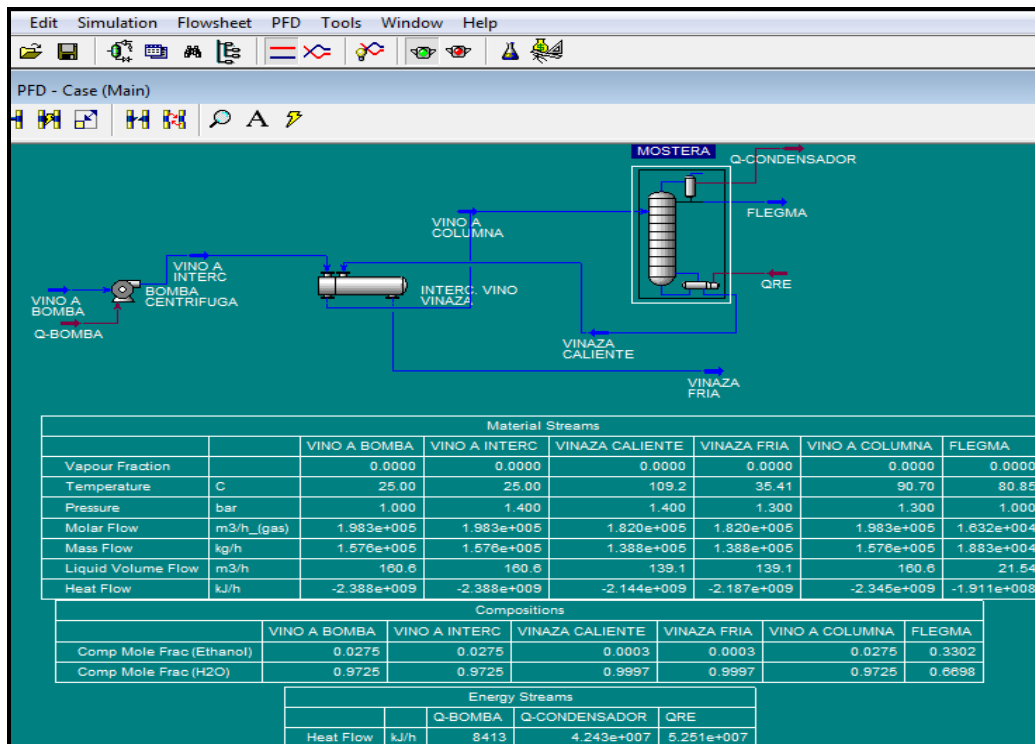 Edit Simulation Flowsheet PFD Tools Window Help
PFD - Case (Main)
A
MOSTERA
Q-CONDENSADOR
FLEGMA
VINO A
COLUMNA
VINO A
INTERC
BOMBA
CENTRIFUGA
INTERC. VINO
VINAZA
QRE
VINO A
BOMBA
Q-BOMBA
VINAZA
CALIENTE
VINAZA
FRIA
Material Streams
VINO A BOMBA VINO A INTERC VINAZA CALIENTE VINAZA FRIA VINO A COLUMNA FLEGMA
Vapour Fraction 0.0000 0.0000 0.0000 0.0000 0.0000 0.0000
Temperature C 25.00 25.00 109.2 35.41 90.70 80.85
Pressure bar 1.000 1.400 1.400 1.300 1.300 1.000
Molar Flow m3/h_(gas) 1.983e+005 1.983e+005 1.820e+005 1.820e+005 1.983e+005 1.632e+004
Mass Flow kg/h 1.576e+005 1.576e+005 1.388e+005 1.388e+005 1.576e+005 1.883e+004
Liquid Volume Flow m3/h 160.6 160.6 139.1 139.1 160.6 21.54
Heat Flow kJ/h -2.388e+009 -2.388e+009 -2.144e+009 -2.187e+009 -2.345e+009 -1.911e+008
Compositions
VINO A BOMBA VINO A INTERC VINAZA CALIENTE VINAZA FRIA VINO A COLUMNA FLEGMA
Comp Mole Frac (Ethanol) 0.0275 0.0275 0.0003 0.0003 0.0275 0.3302
Comp Mole Frac (H2O) 0.9725 0.9725 0.9997 0.9997 0.9725 0.6698
Energy Streams
Q-BOMBA Q-CONDENSADOR QRE
Heat Flow kJ/h 8413 4.243e+007 5.251e+007